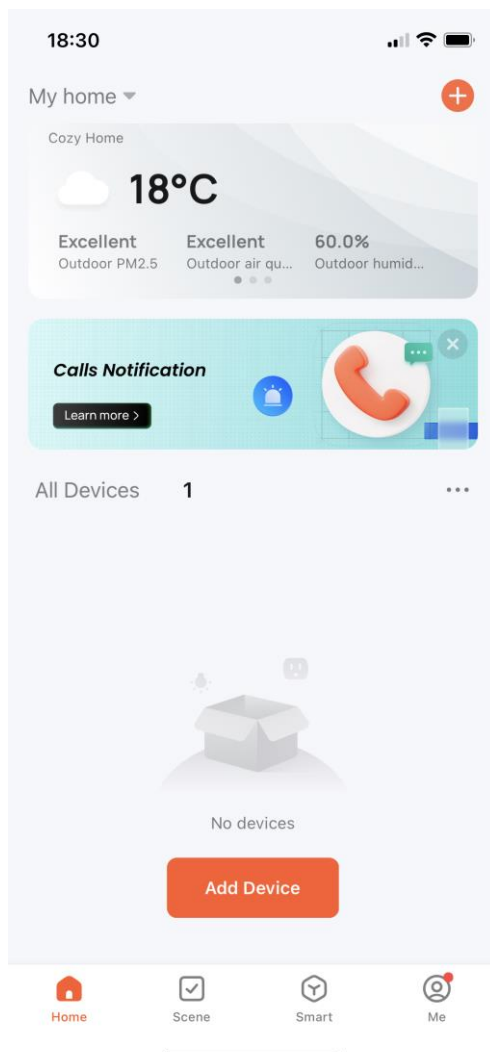 18:30
My home
Cozy Home
18°C
Excellent Excellent 60.0%
Outdoor PM2.5 Outdoor air qu... Outdoor humid...
Calls Notification
Learn more >
All Devices 1
No devices
Add Device
Home Scene Smart Me